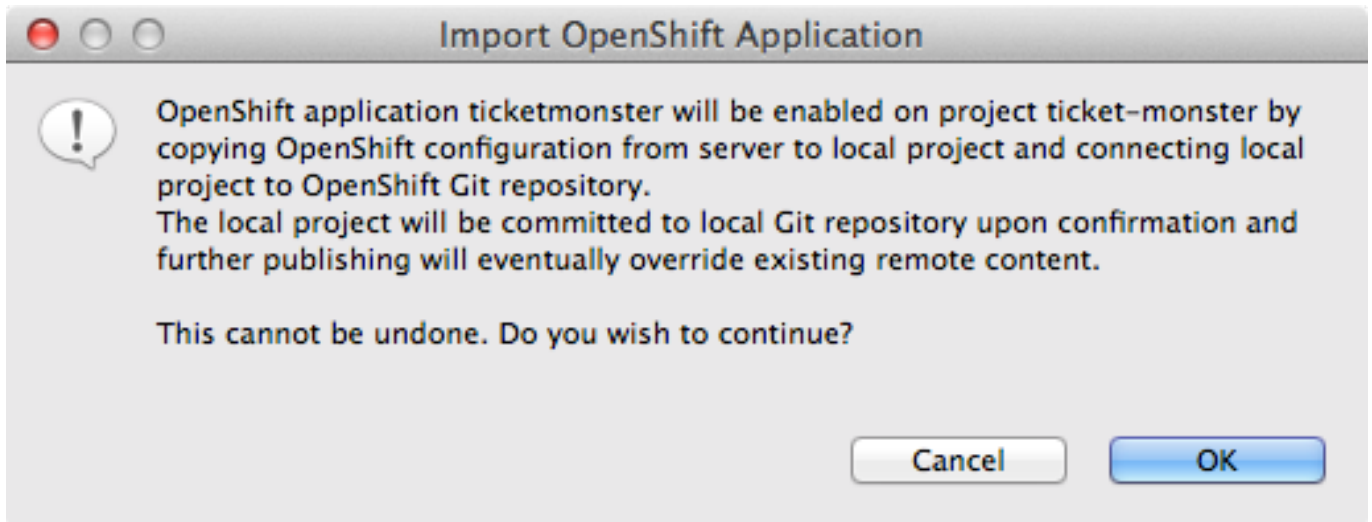 Import OpenShift Application
OpenShift application ticketmonster will be enabled on project ticket-monster by
copying OpenShift configuration from server to local project and connecting local
project to OpenShift Git repository.
The local project will be committed to local Git repository upon confirmation and
further publishing will eventually override existing remote content.
This cannot be undone. Do you wish to continue?
Cancel OK